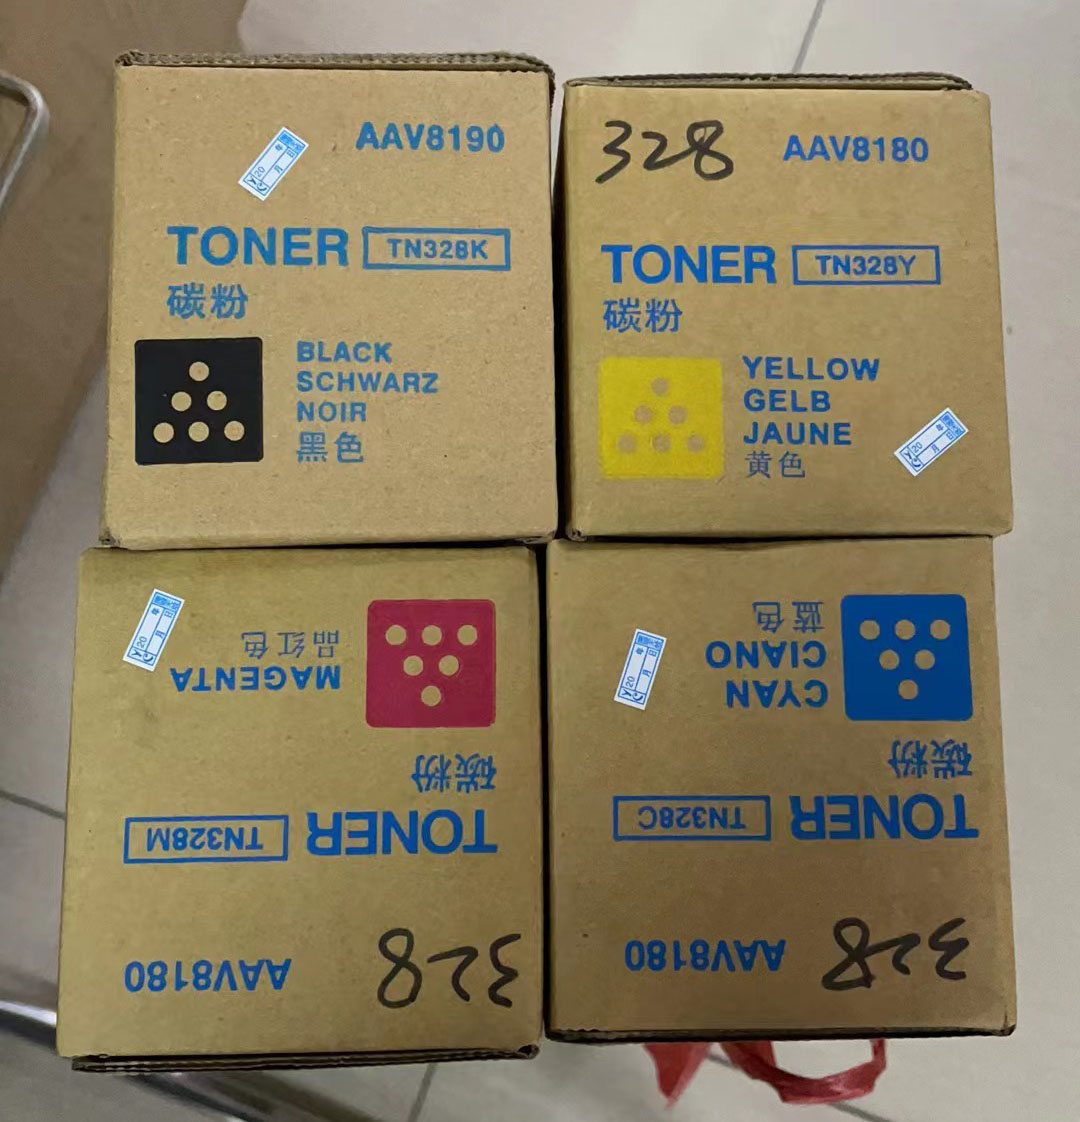 AAV8190
TONER TN328K
碳粉
BLACK
SCHWARZ
NOIR
黑色
328 AAV8180
TONER TN328Y
碳粉
YELLOW
GELB
JAUNE
黄色
328 AAV8180
TONER TN328M
碳粉
MAGENTA
品红色
328 AAV8180
TONER TN328C
碳粉
CYAN
CIANO
蓝色